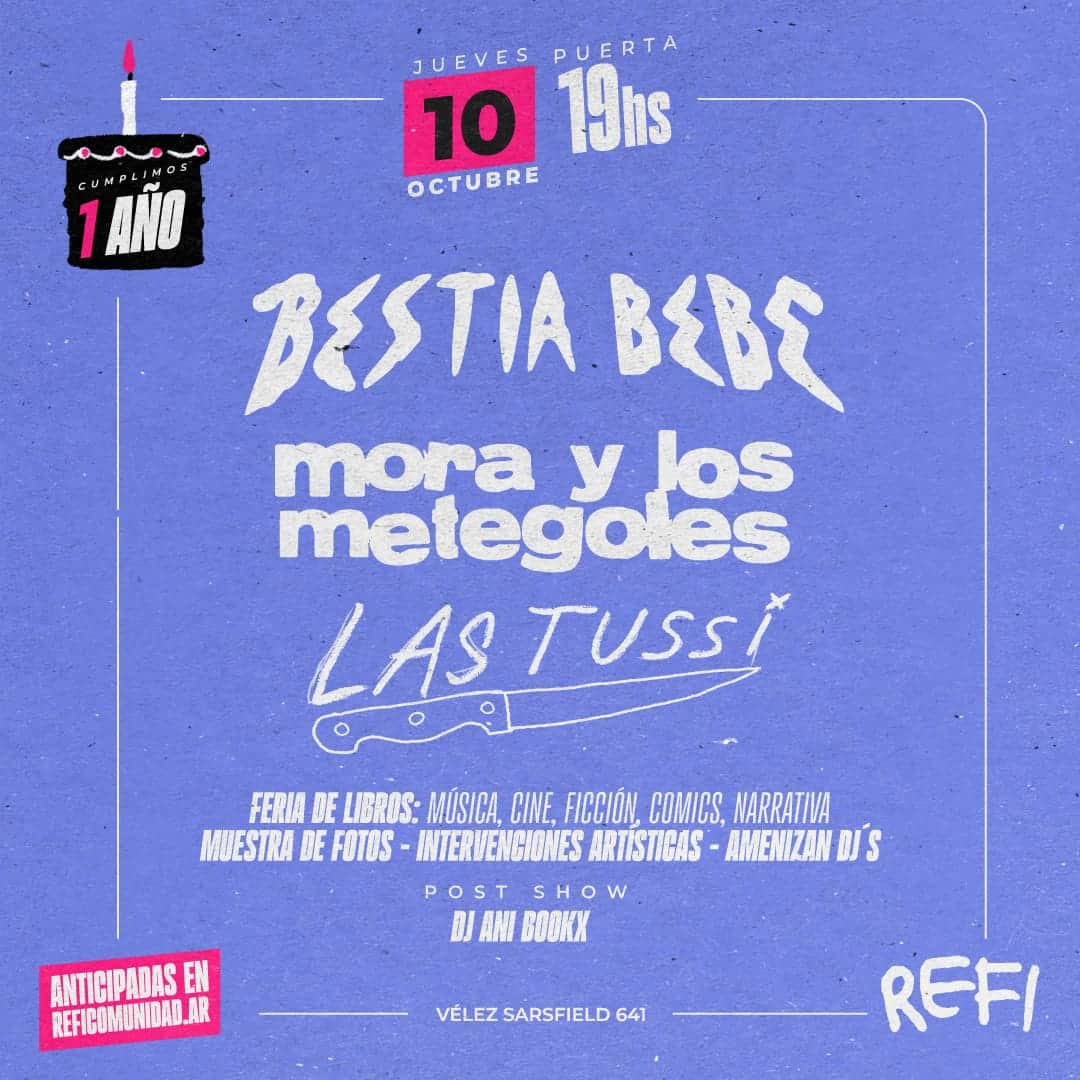 JUEVES PUERTA
10 19hs
OCTUBRE
CUMPLIMOS
1 AÑO
BESTIA BEBE
mora y los
metegoles
LAS TUSSi
FERIA DE LIBROS: MÚSICA, CINE, FICCIÓN, COMICS, NARRATIVA
MUESTRA DE FOTOS - INTERVENCIONES ARTÍSTICAS - AMENIZAN DJ´S
POST SHOW
DJ ANI BOOKX
ANTICIPADAS EN
REFICOMUNIDAD.AR
VÉLEZ SARSFIELD 641
REFI